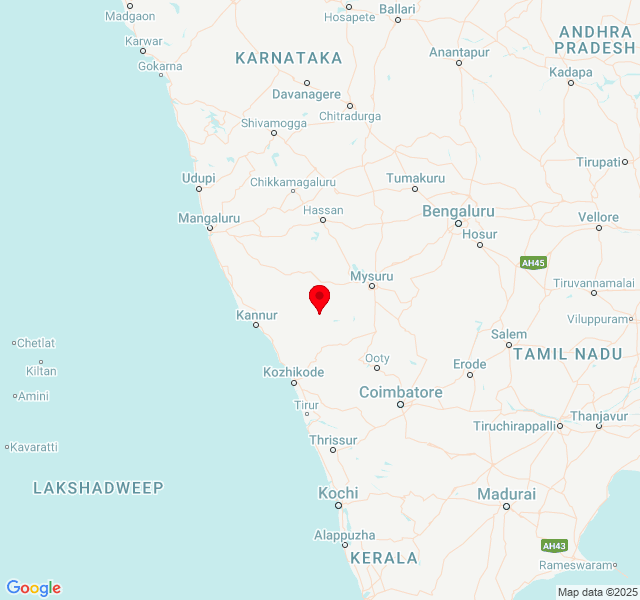 Madgaon
Hosapete
Ballari
Karwar
Gokarna
KARNATAKA
Anantapur
ANDHRA
PRADESH
Kadapa
Davanagere
Chitradurga
Shivamogga
Tirupati
Udupi
Chikkamagaluru
Tumakuru
Mangaluru
Hassan
Bengaluru
Vellore
Hosur
AH45
Mysuru
Tiruvannamalai
Kannur
Viluppuram
Chetlat
Salem
TAMIL NADU
Kiltan
Ooty
Erode
Kozhikode
Amini
Coimbatore
Tirur
Thanjavur
Tiruchirappalli
Kavaratti
Thrissur
LAKSHADWEEP
Kochi
Madurai
Alappuzha
AH43
KERALA
Rameswaram
Google
Map data ©2025